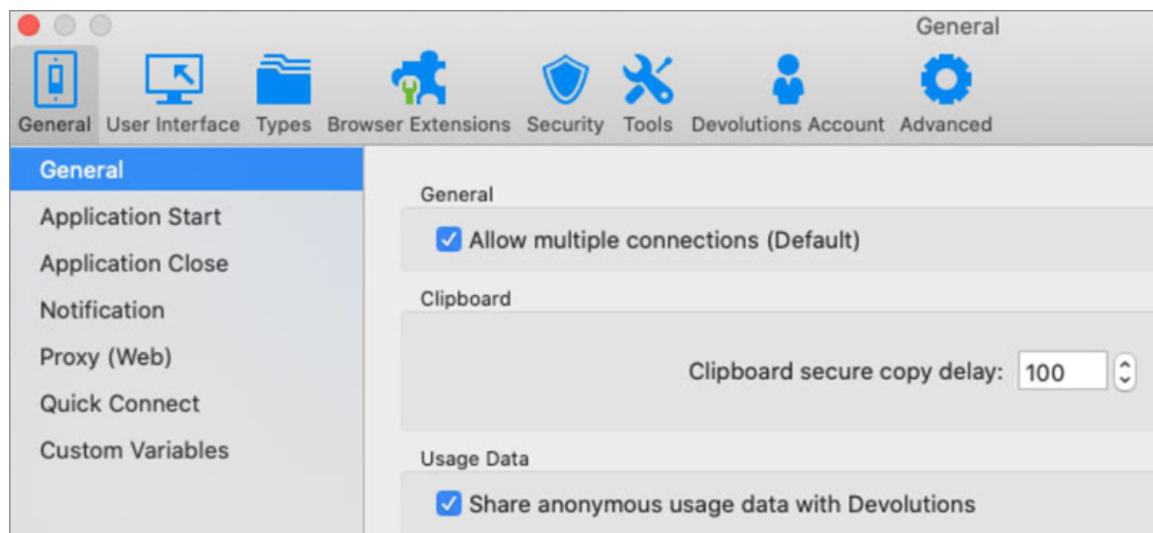 General
General User Interface Types Browser Extensions Security Tools Devolutions Account Advanced
General
Application Start
Application Close
Notification
Proxy (Web)
Quick Connect
Custom Variables
General
Allow multiple connections (Default)
Clipboard
Clipboard secure copy delay: 100
Usage Data
Share anonymous usage data with Devolutions